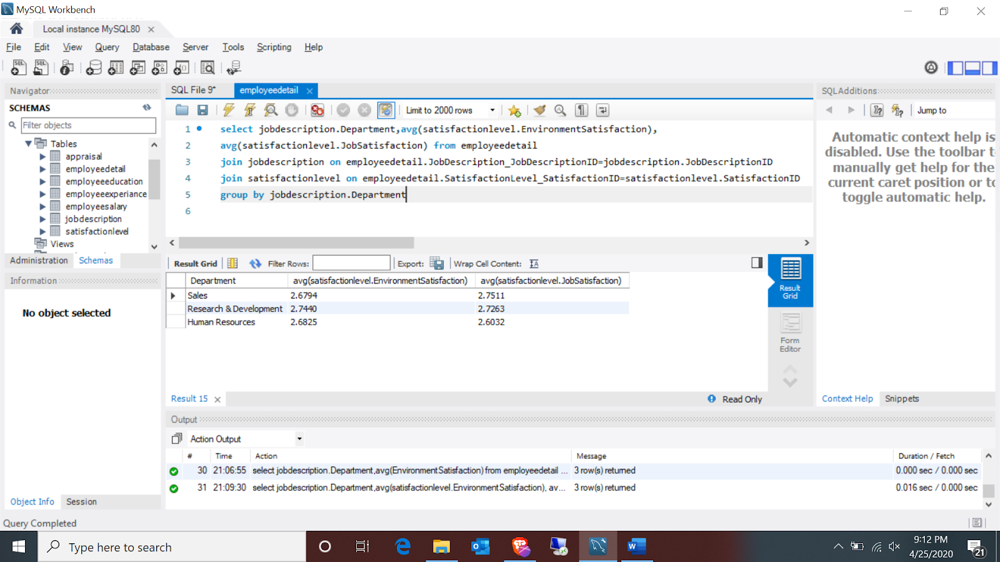 MySQL Workbench
Local instance MySQL80
File Edit View Query Database Server Tools Scripting Help
Navigator
SCHEMAS
Filter objects
Tables
appraisal
employeedetail
employeeeducation
employeeexperiance
employeesalary
jobdescription
satisfactionlevel
Views
Administration Schemas
Information
No object selected
Object Info Session
SQL File 9* employeedetail
Limit to 2000 rows
1 select jobdescription.Department,avg(satisfactionlevel.EnvironmentSatisfaction),
2 avg(satisfactionlevel.JobSatisfaction) from employeedetail
3 join jobdescription on employeedetail.JobDescription_JobDescriptionID=jobdescription.JobDescriptionID
4 join satisfactionlevel on employeedetail.SatisfactionLevel_SatisfactionID=satisfactionlevel.SatisfactionID
5 group by jobdescription.Department
6
Result Grid Filter Rows: Export: Wrap Cell Content:
Department avg(satisfactionlevel.EnvironmentSatisfaction) avg(satisfactionlevel.JobSatisfaction)
Sales 2.6794 2.7511
Research & Development 2.7440 2.7263
Human Resources 2.6825 2.6032
Result
Grid
Form
Editor
Result 15 Read Only
SQLAdditions
Jump to
Automatic context help is
disabled. Use the toolbar t
manually get help for the
current caret position or to
toggle automatic help.
Context Help Snippets
Output
Action Output
# Time Action Message Duration / Fetch
30 21:06:55 select jobdescription.Department,avg(EnvironmentSatisfaction) from employeedetail ... 3 row(s) returned 0.000 sec / 0.000 sec
31 21:09:30 select jobdescription.Department,avg(satisfactionlevel.EnvironmentSatisfaction), av... 3 row(s) returned 0.016 sec / 0.000 sec
Query Completed
Type here to search
9:12 PM
4/25/2020
21